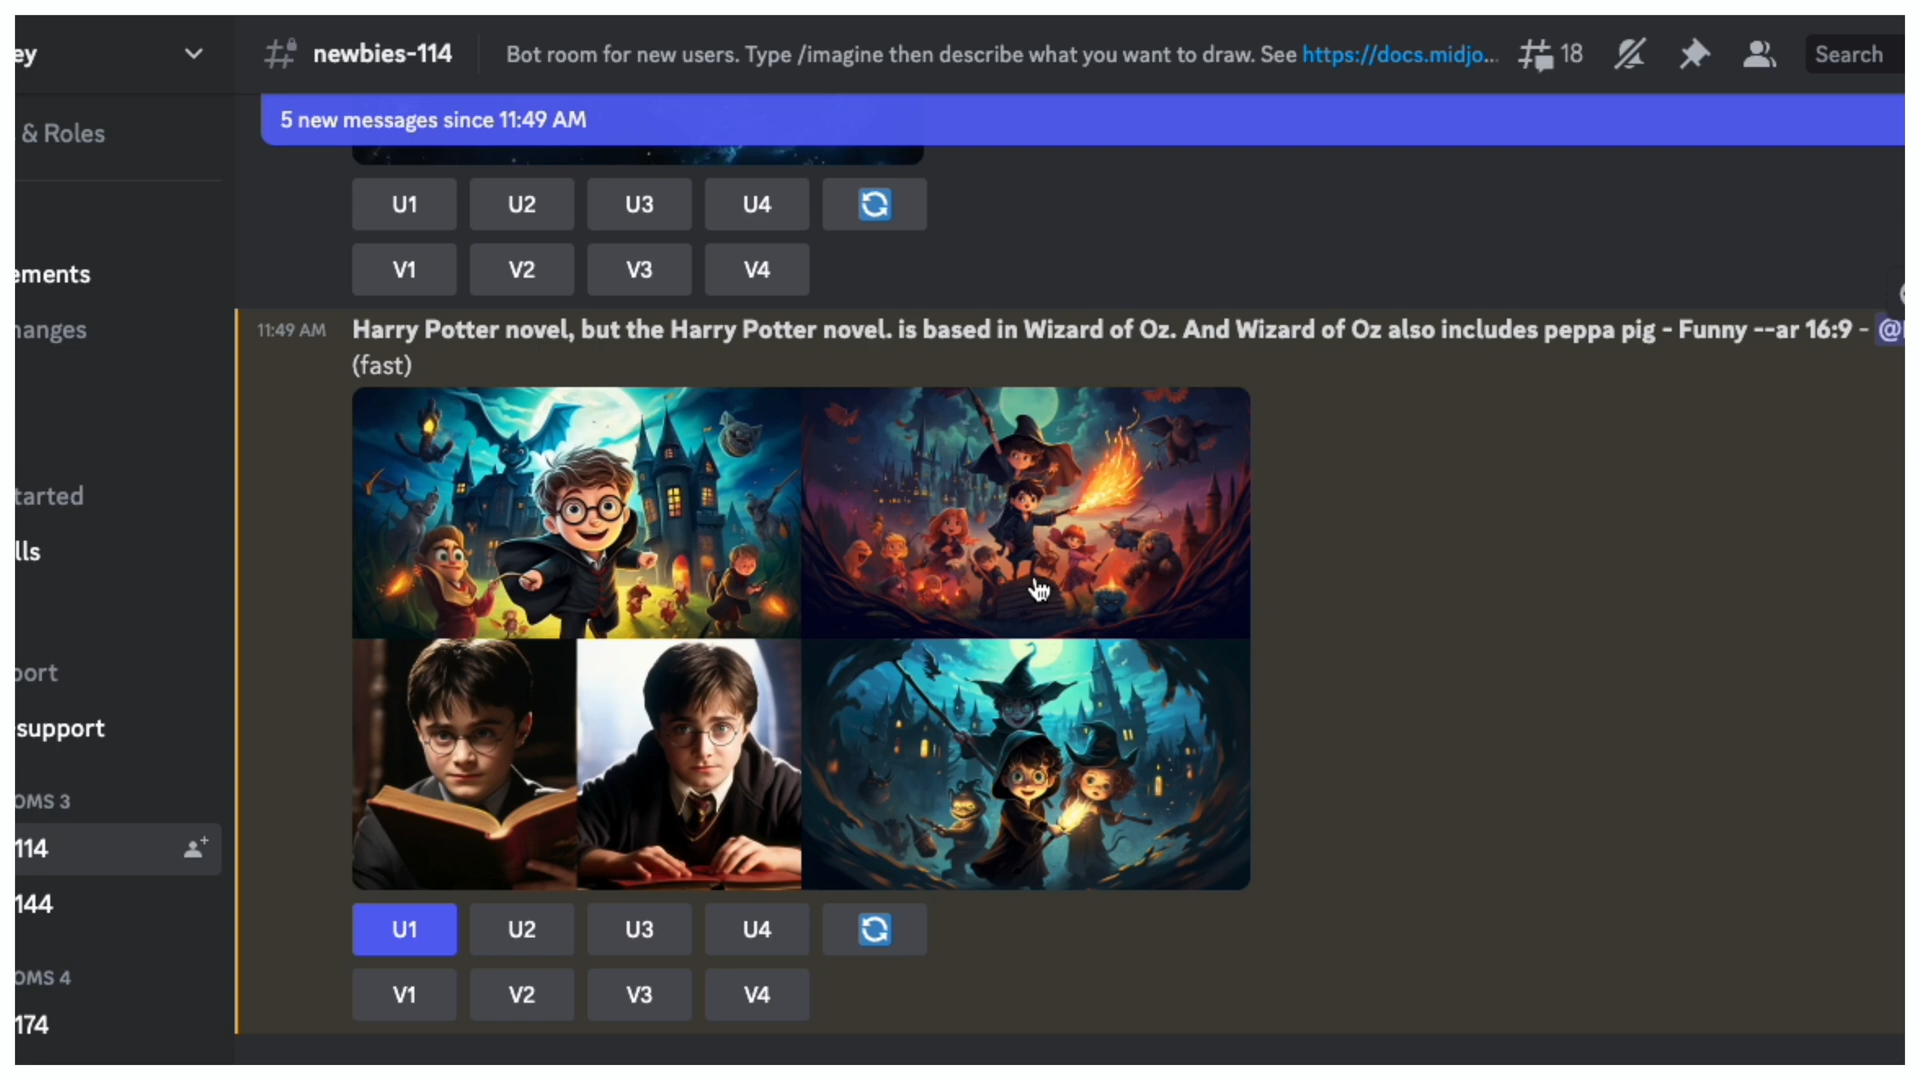 ey
newbies-114
Bot room for new users. Type /imagine then describe what you want to draw. See https://docs.midjo...
18
Search
& Roles
5 new messages since 11:49 AM
U1 U2 U3 U4
V1 V2 V3 V4
ements
hanges
tarted
lls
port
support
OMS 3
114
144
OMS 4
174
11:49 AM
Harry Potter novel, but the Harry Potter novel. is based in Wizard of Oz. And Wizard of Oz also includes peppa pig - Funny --ar 16:9 - @
(fast)
U1 U2 U3 U4
V1 V2 V3 V4